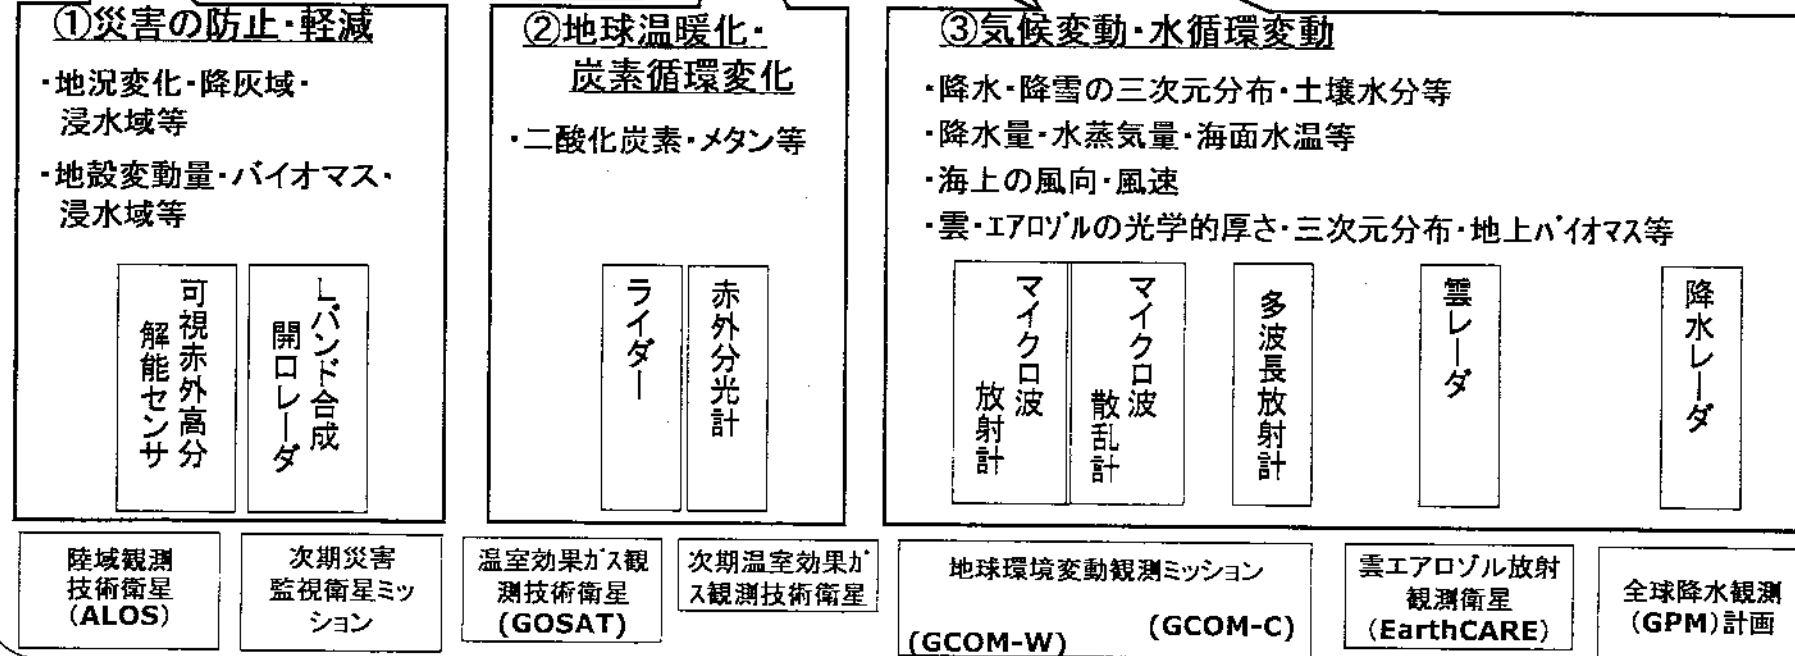 ①災害の防止・軽減
・地況変化・降灰域・
浸水域等
・地殻変動量・バイオマス・
浸水域等
可視赤外高分
解能センサ
Lバンド合成
開口レーダ
②地球温暖化・
炭素循環変化
・二酸化炭素・メタン等
ライダー
赤外分光計
③気候変動・水循環変動
・降水・降雪の三次元分布・土壌水分等
・降水量・水蒸気量・海面水温等
・海上の風向・風速
・雲・エアロゾルの光学的厚さ・三次元分布・地上バイオマス等
マイクロ波
放射計
マイクロ波
散乱計
多波長放射計
雲レーダ
降水レーダ
陸域観測
技術衛星
(ALOS)
次期災害
監視衛星ミッ
ション
温室効果ガス観
測技術衛星
(GOSAT)
次期温室効果ガ
ス観測技術衛星
地球環境変動観測ミッション
(GCOM-W)
(GCOM-C)
雲エアロゾル放射
観測衛星
(EarthCARE)
全球降水観測
(GPM)計画